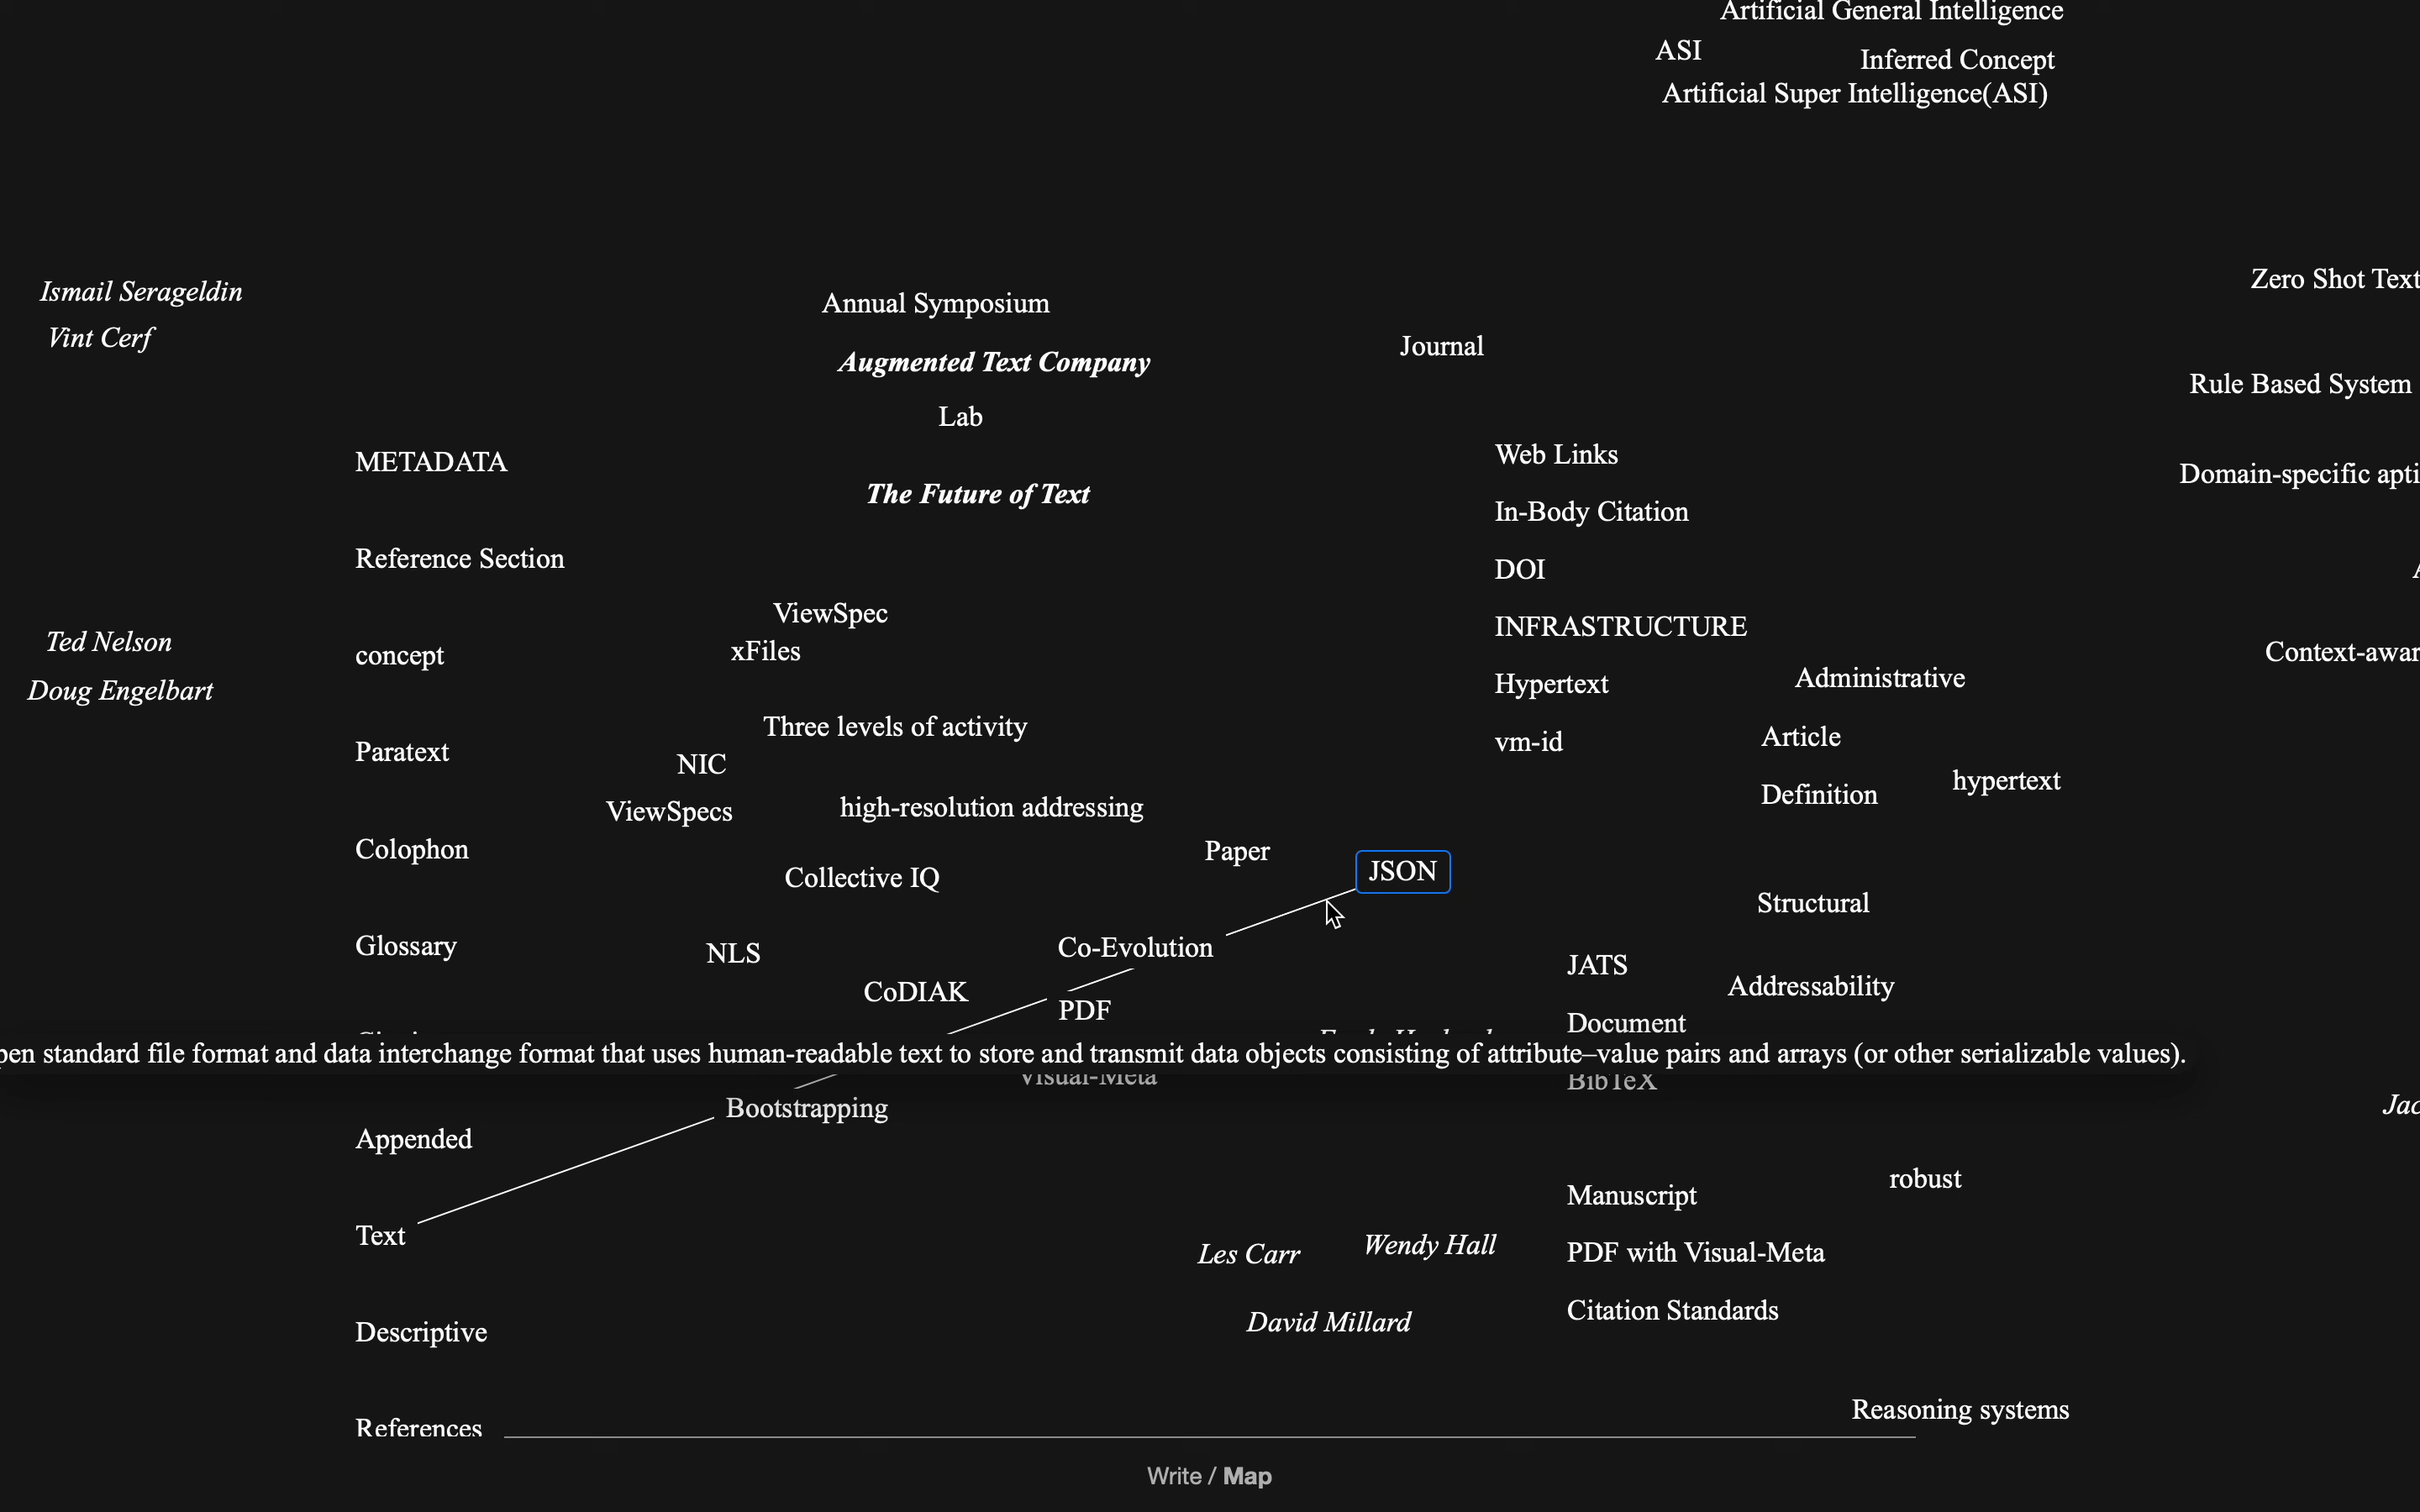 Artificial General Intelligence
ASI
Inferred Concept
Artificial Super Intelligence(ASI)
Zero Shot Text
Ismail Serageldin
Annual Symposium
Vint Cerf
Journal
Augmented Text Company
Rule Based System
Lab
Web Links
METADATA
Domain-specific apti
The Future of Text
In-Body Citation
Reference Section
DOI
ViewSpec
INFRASTRUCTURE
Ted Nelson
xFiles
concept
Context-awar
Administrative
Hypertext
Doug Engelbart
Three levels of activity
Article
vm-id
Paratext
NIC
hypertext
Definition
high-resolution addressing
ViewSpecs
Colophon
Paper
JSON
Collective IQ
Structural
Glossary
Co-Evolution
NLS
JATS
Addressability
CoDIAK
PDF
Document
pen standard file format and data interchange format that uses human-readable text to store and transmit data objects consisting of attribute–value pairs and arrays (or other serializable values).
Visual-Meta
BibTeX
Jac
Bootstrapping
Appended
robust
Manuscript
Text
Wendy Hall
Les Carr
PDF with Visual-Meta
Citation Standards
David Millard
Descriptive
Reasoning systems
References
Write / Map